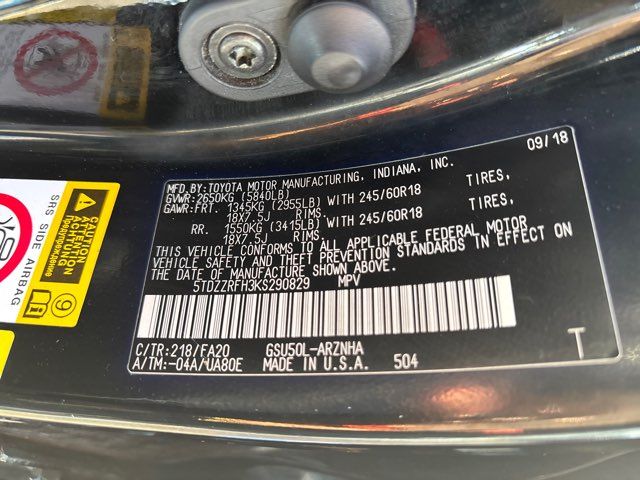 09/18
MFD.BY:TOYOTA MOTOR MANUFACTURING, INDIANA, INC.
GVWR:2650KG (5840LB)
GAWR:FRT. 1345KG (2955LB) WITH 245/60R18 TIRES,
18X7.5J RIMS.
RR. 1550KG (3415LB) WITH 245/60R18 TIRES,
18X7.5J RIMS.
THIS VEHICLE CONFORMS TO ALL APPLICABLE FEDERAL MOTOR
VEHICLE SAFETY AND THEFT PREVENTION STANDARDS IN EFFECT ON
THE DATE OF MANUFACTURE SHOWN ABOVE.
5TDZZRFH3KS290829 MPV
C/TR:218/FA20 GSU50L-ARZNHA
A/TM:-04A/UA80E MADE IN U.S.A. 504
T
CAUTION
ACHTUNG
Предупреждение
SRS SIDE AIRBAG
9